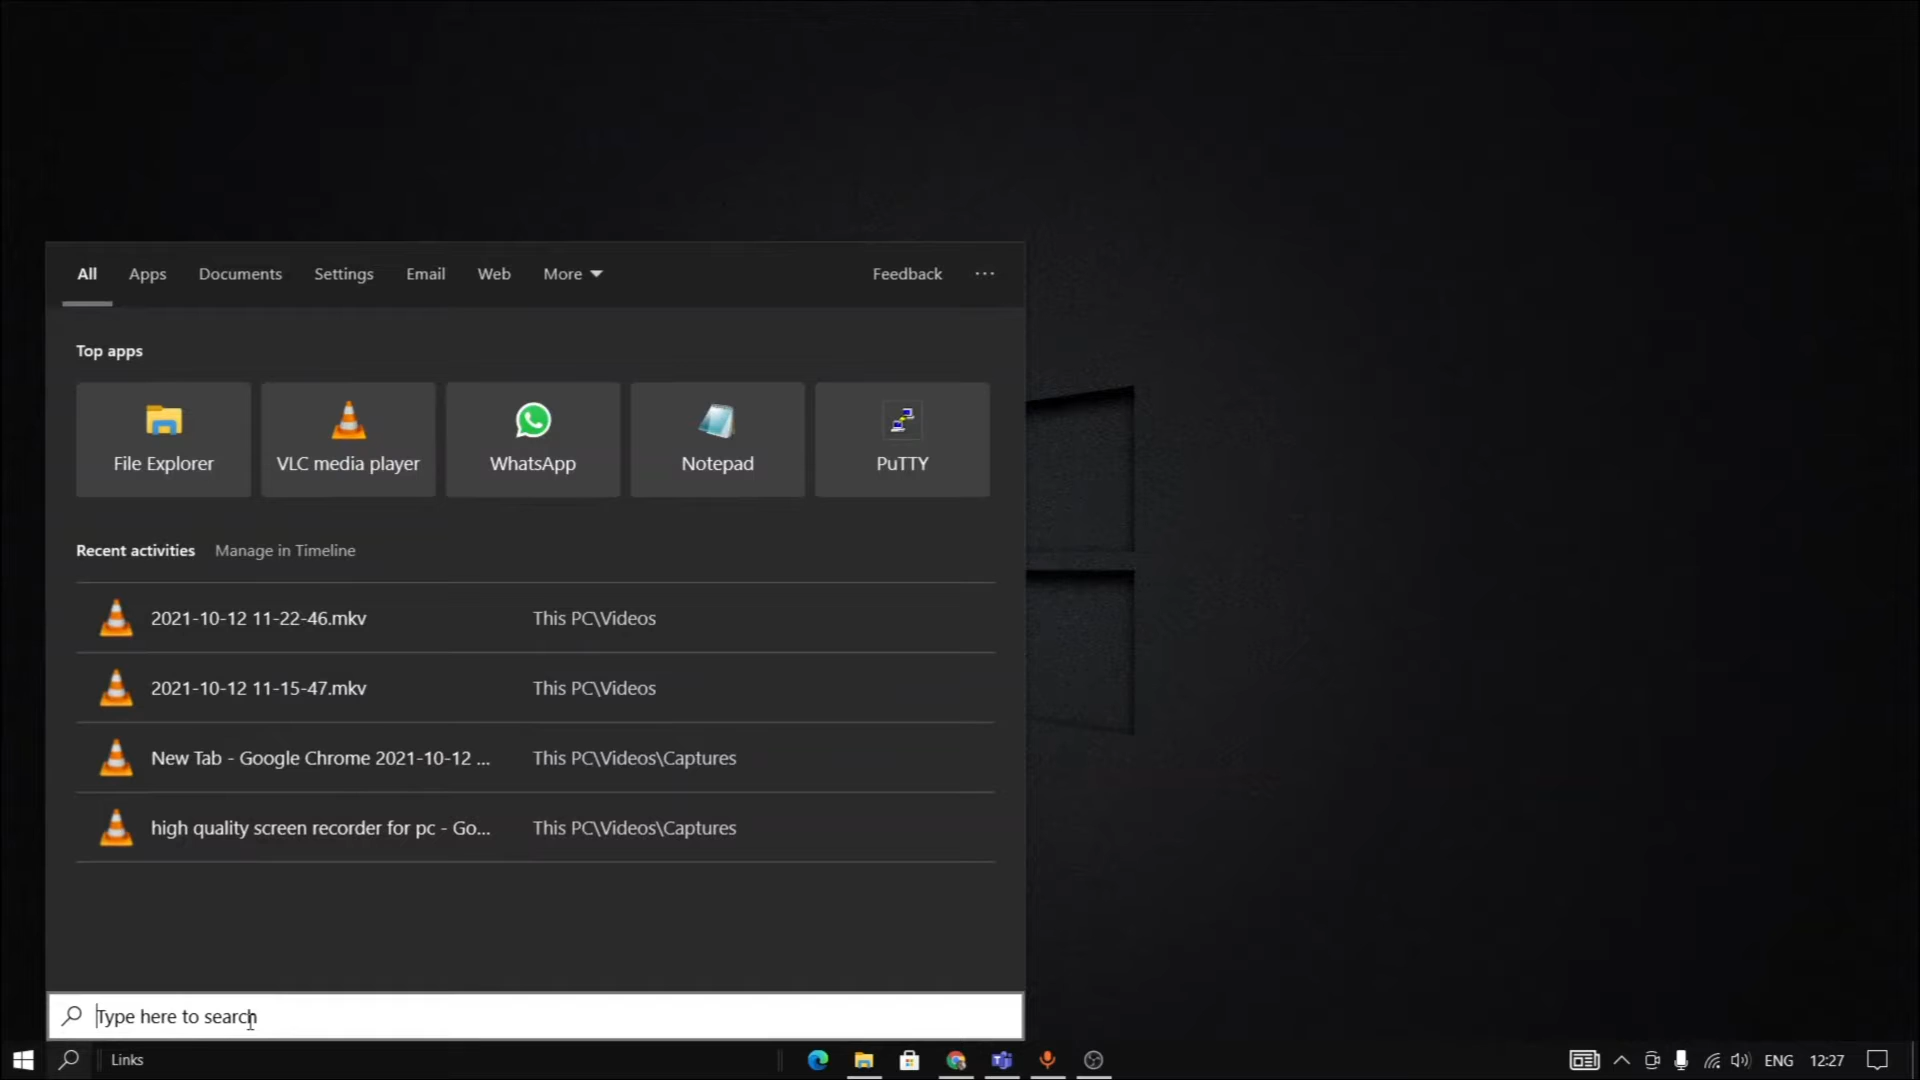 All Apps Documents Settings Email Web More Feedback ...
Top apps
File Explorer VLC media player WhatsApp Notepad PuTTY
Recent activities Manage in Timeline
2021-10-12 11-22-46.mkv This PC\Videos
2021-10-12 11-15-47.mkv This PC\Videos
New Tab - Google Chrome 2021-10-12 ... This PC\Videos\Captures
high quality screen recorder for pc - Go... This PC\Videos\Captures
Type here to search
Links ENG 12:27